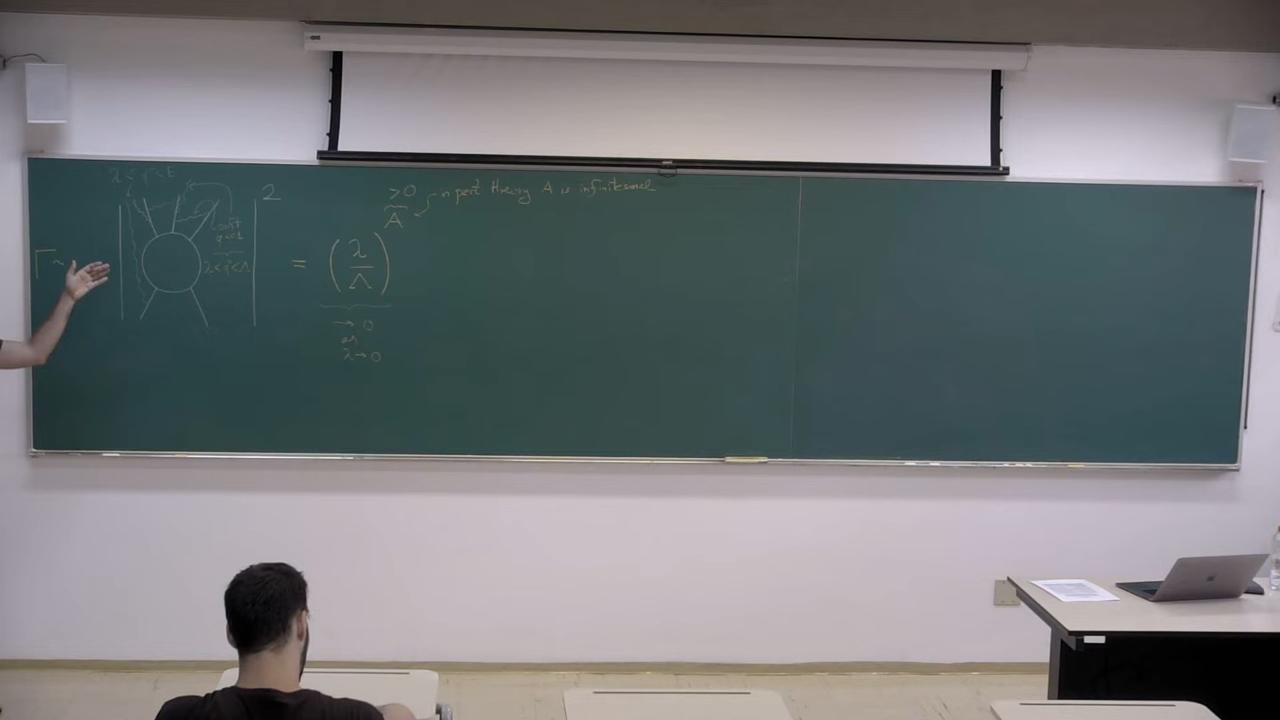 λ < q < E
2
>0
A
in pert theory A is infinitesimal
const
Γ ~
λ < q < Λ
= ( λ / Λ )
→ 0
as
λ → 0